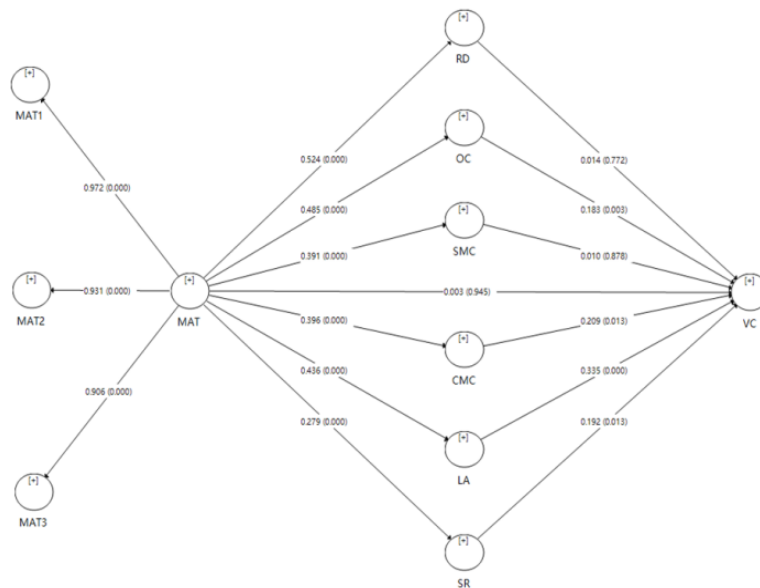 [+]
RD
[+]
MAT1
[+]
OC
0.524 (0.000)
0.014 (0.772)
0.972 (0.000)
0.485 (0.000)
0.183 (0.003)
[+]
SMC
0.391 (0.000)
0.010 (0.878)
[+]
MAT2
0.931 (0.000)
[+]
MAT
0.003 (0.945)
[+]
VC
0.396 (0.000)
[+]
CMC
0.209 (0.013)
0.906 (0.000)
0.436 (0.000)
0.335 (0.000)
0.279 (0.000)
[+]
LA
0.192 (0.013)
[+]
MAT3
[+]
SR